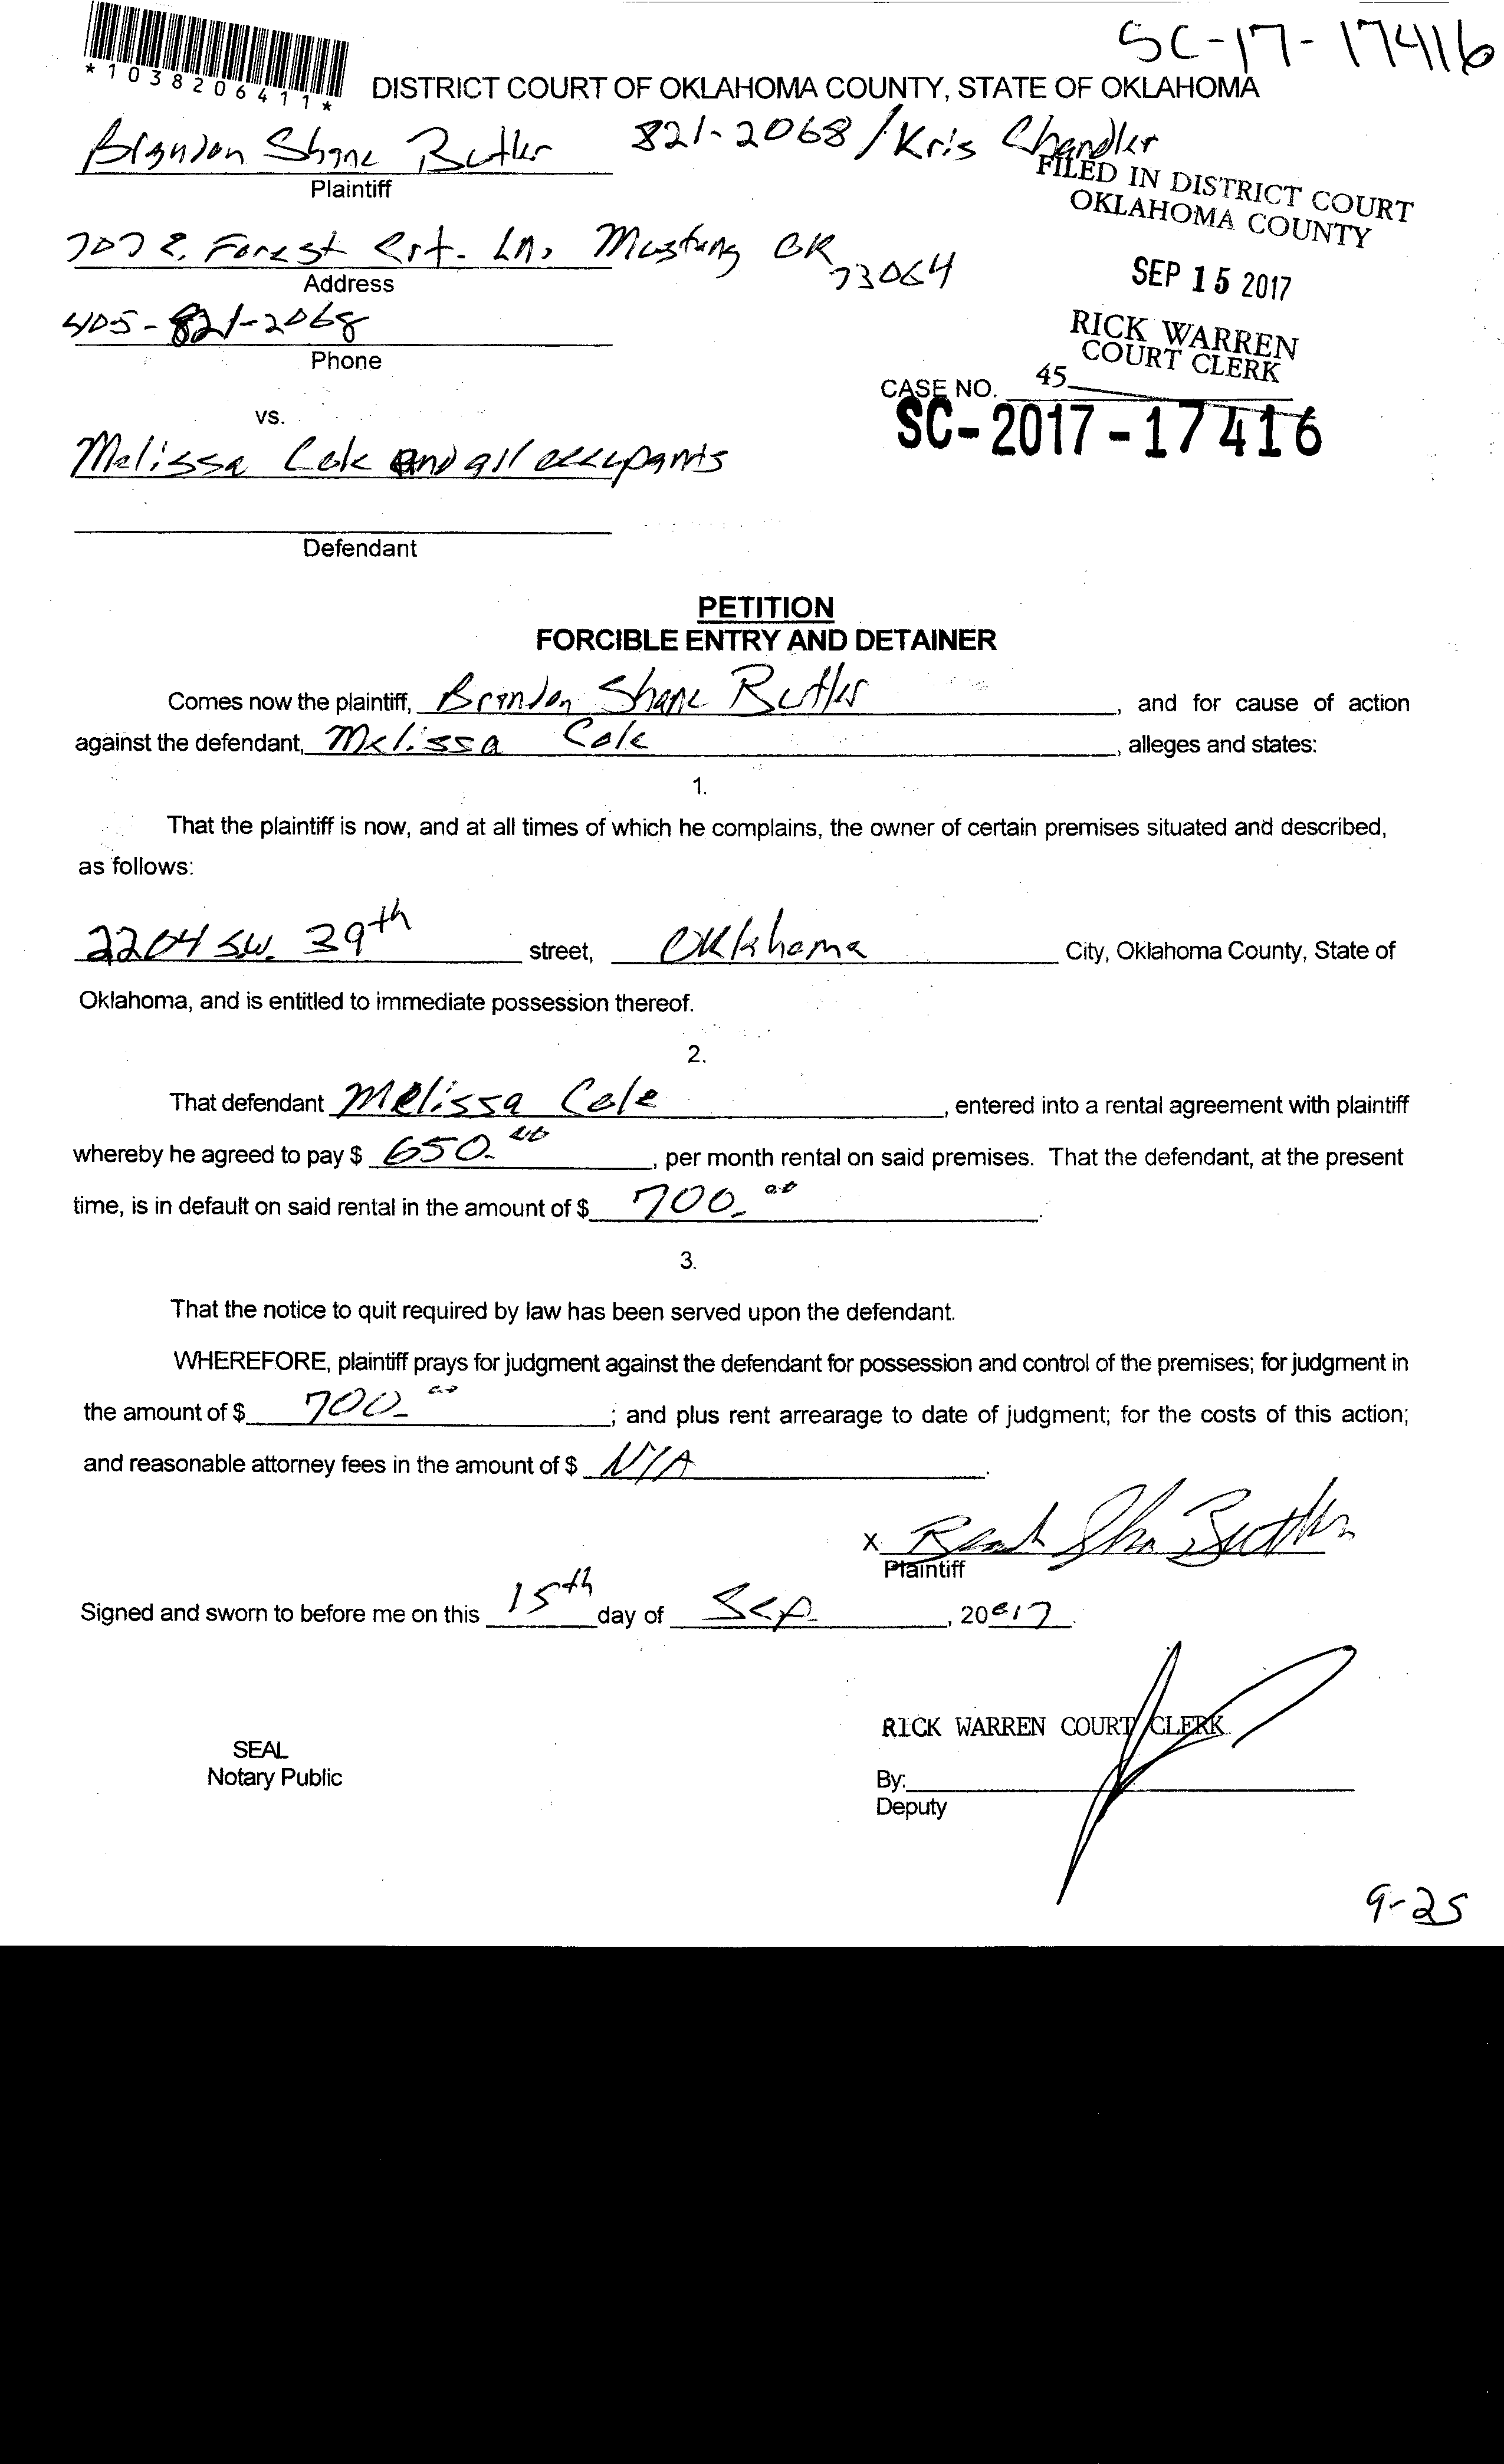 SC-17-17416
*1038206411*
DISTRICT COURT OF OKLAHOMA COUNTY, STATE OF OKLAHOMA
Brandon Shane Butler 821-2068 / Kris Chandler
Plaintiff
FILED IN DISTRICT COURT
OKLAHOMA COUNTY
707 E. Forest Crt. Ln. Mustang OK 73064
Address
SEP 15 2017
405-821-2068
Phone
RICK WARREN
COURT CLERK
45
CASE NO.
SC-2017-17416
vs.
Melissa Cole and all occupants
Defendant
PETITION
FORCIBLE ENTRY AND DETAINER
Comes now the plaintiff, Brandon Shane Butler, and for cause of action
against the defendant, Melissa Cole, alleges and states:
1.
That the plaintiff is now, and at all times of which he complains, the owner of certain premises situated and described,
as follows:
2204 SW. 39th street, Oklahoma City, Oklahoma County, State of
Oklahoma, and is entitled to immediate possession thereof.
2.
That defendant Melissa Cole, entered into a rental agreement with plaintiff
whereby he agreed to pay $ 650.00, per month rental on said premises. That the defendant, at the present
time, is in default on said rental in the amount of $ 700.00.
3.
That the notice to quit required by law has been served upon the defendant.
WHEREFORE, plaintiff prays for judgment against the defendant for possession and control of the premises; for judgment in
the amount of $ 700.00; and plus rent arrearage to date of judgment; for the costs of this action;
and reasonable attorney fees in the amount of $ N/A.
X Brandon Shane Butler
Plaintiff
Signed and sworn to before me on this 15th day of Sep, 20017.
RICK WARREN COURT CLERK
SEAL
Notary Public
By:
Deputy
9-25